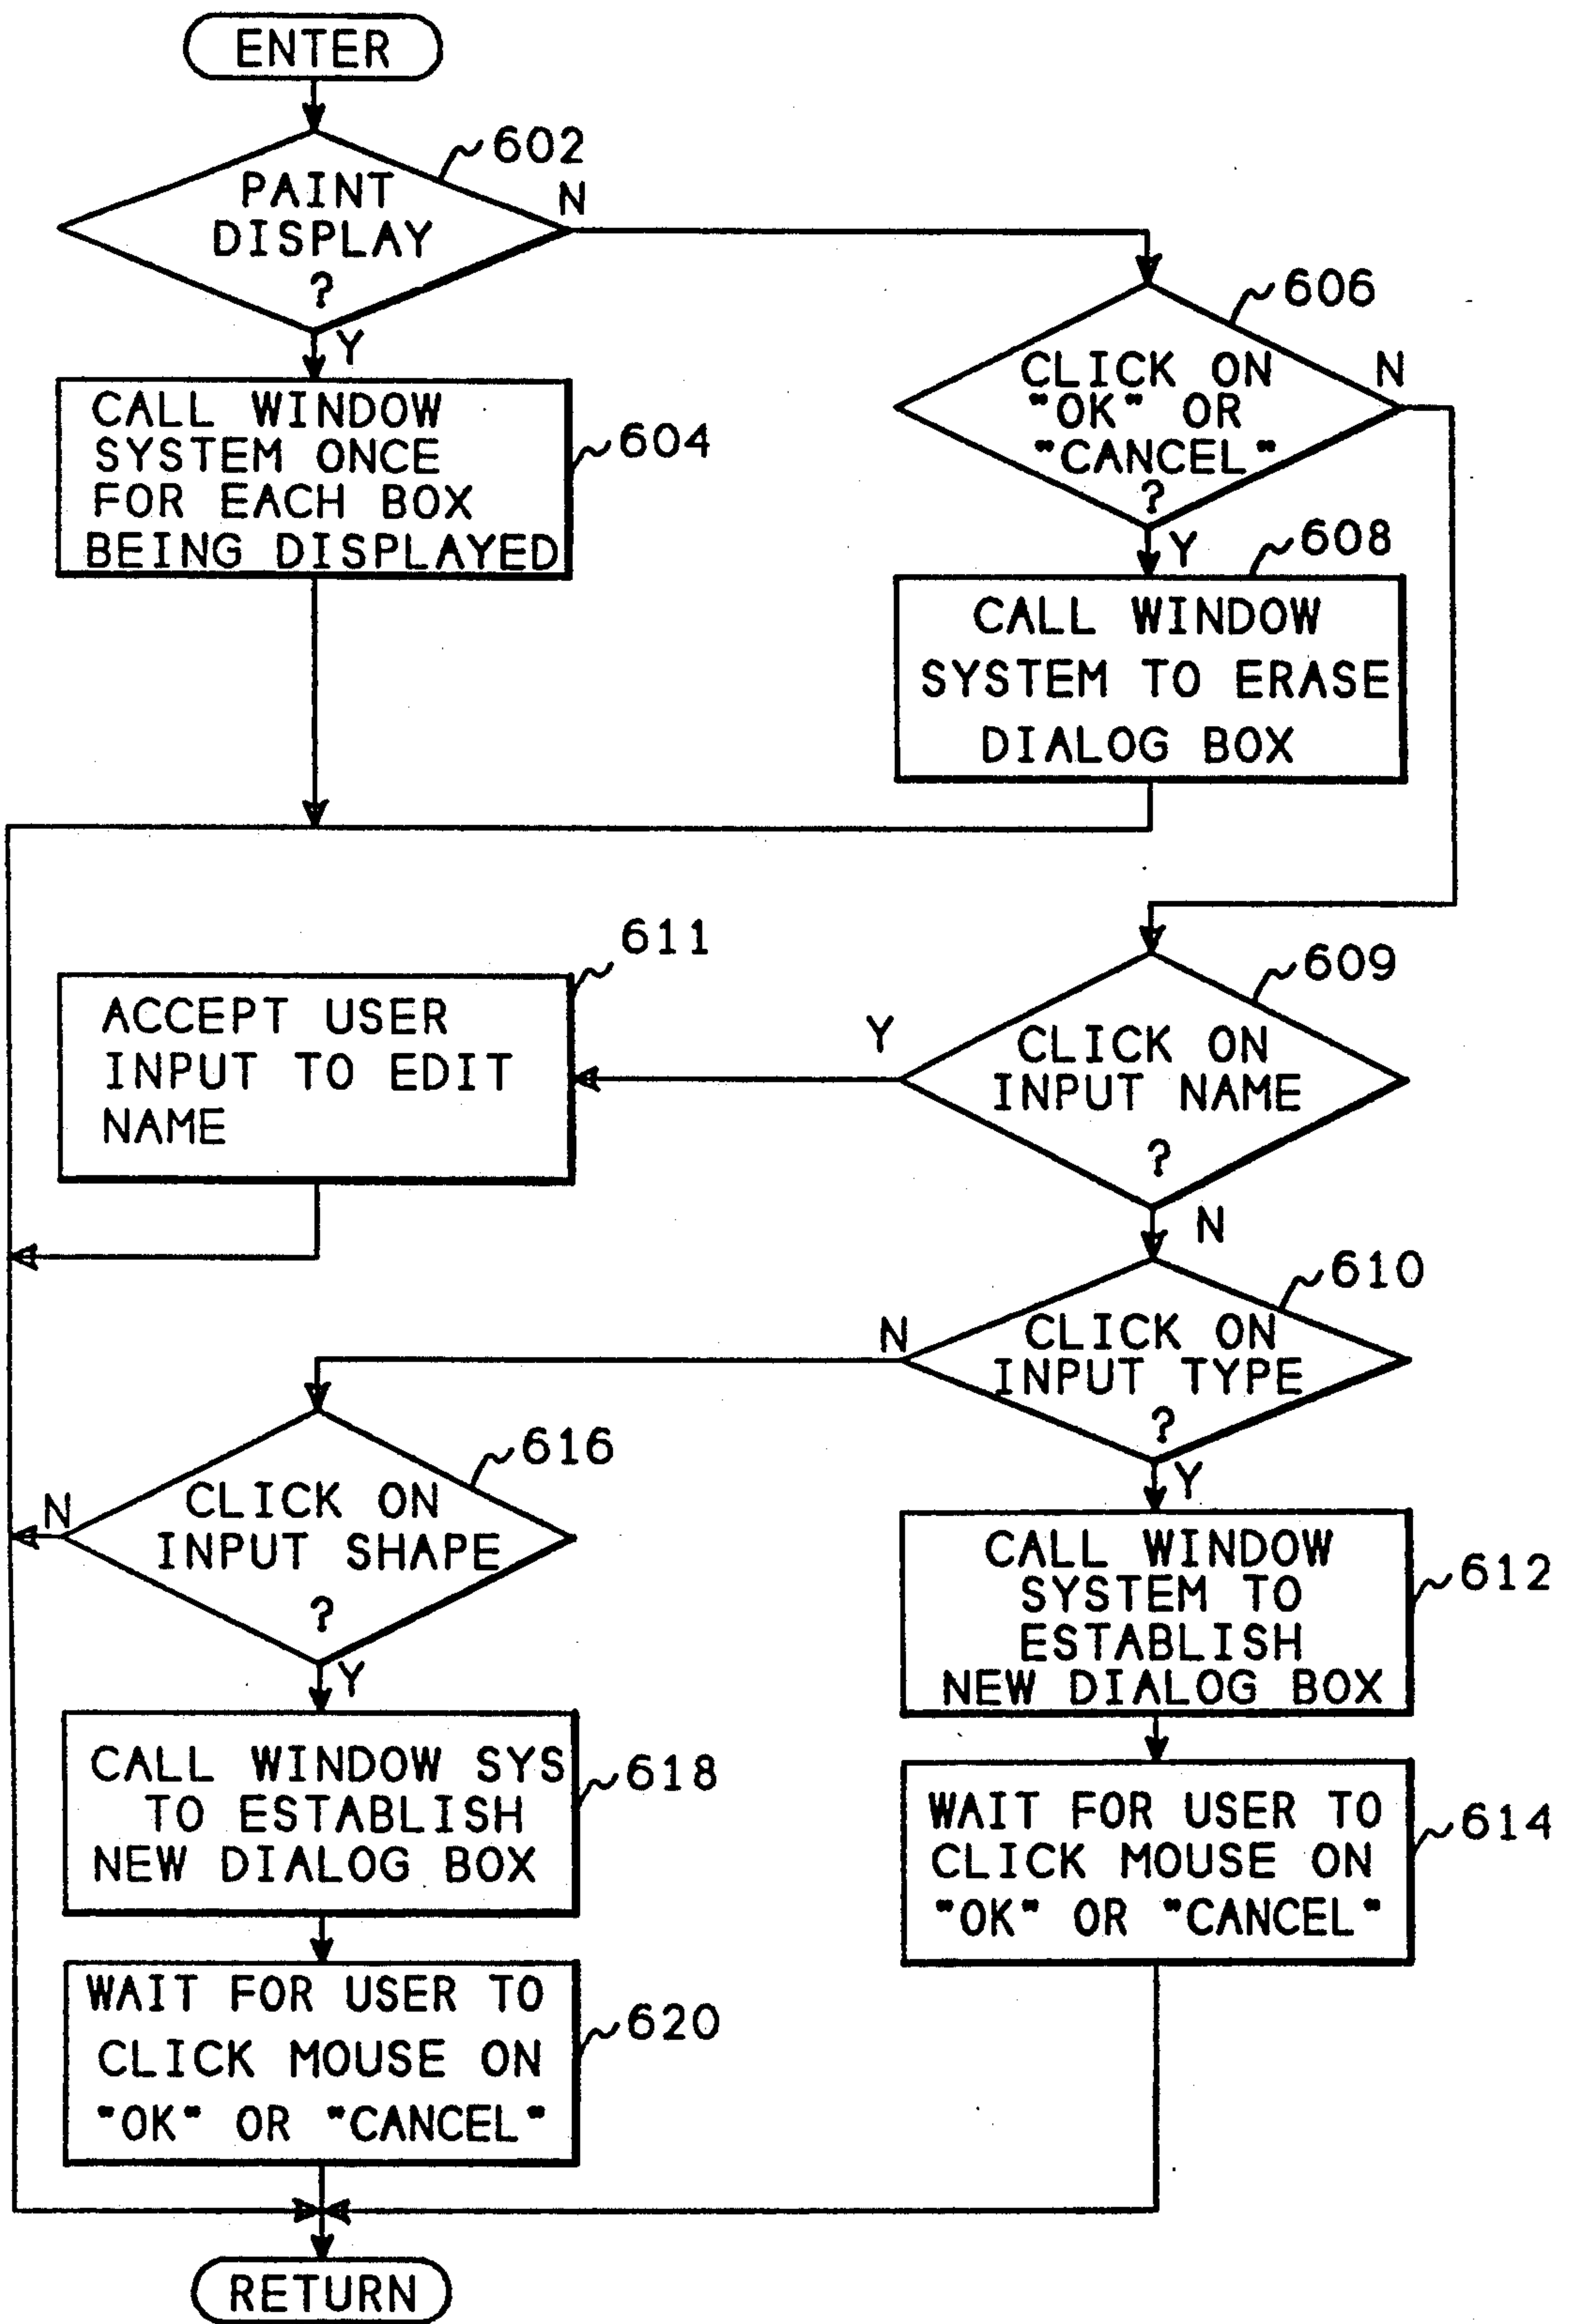 ENTER
602
PAINT
DISPLAY
?
N
Y
606
CLICK ON
"OK" OR
"CANCEL"
?
N
Y
CALL WINDOW
SYSTEM ONCE
FOR EACH BOX
BEING DISPLAYED
604
608
CALL WINDOW
SYSTEM TO ERASE
DIALOG BOX
611
ACCEPT USER
INPUT TO EDIT
NAME
609
Y
CLICK ON
INPUT NAME
?
N
610
N
CLICK ON
INPUT TYPE
?
Y
616
N
CLICK ON
INPUT SHAPE
?
Y
CALL WINDOW
SYSTEM TO
ESTABLISH
NEW DIALOG BOX
612
CALL WINDOW SYS
TO ESTABLISH
NEW DIALOG BOX
618
WAIT FOR USER TO
CLICK MOUSE ON
"OK" OR "CANCEL"
614
WAIT FOR USER TO
CLICK MOUSE ON
"OK" OR "CANCEL"
620
RETURN